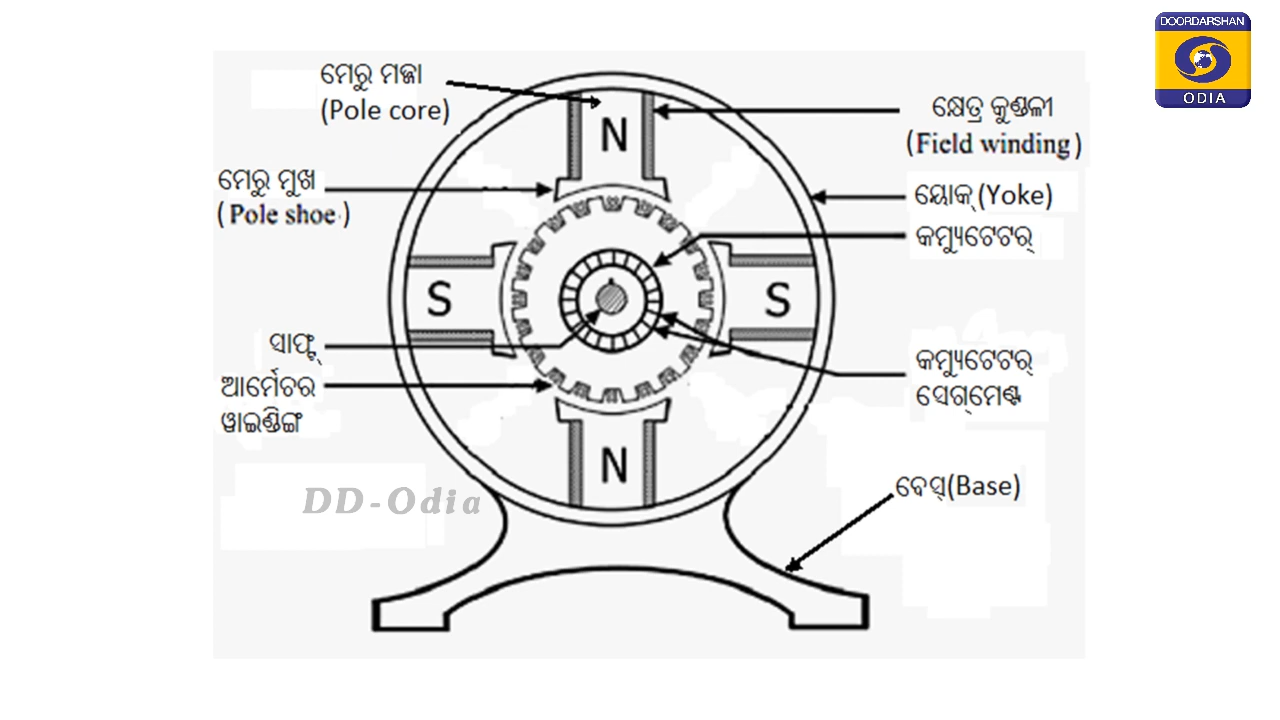 DOORDARSHAN
ODIA
ମେରୁ ମଜ୍ଜା
(Pole core)
N
କ୍ଷେତ୍ର କୁଣ୍ଡଳୀ
(Field winding)
ମେରୁ ମୁଖ
(Pole shoe)
ୟୋକ୍ (Yoke)
କମ୍ୟୁଟେଟର୍
S
S
ସାଫ୍ଟ୍
କମ୍ୟୁଟେଟର୍
ସେଗ୍‌ମେଣ୍ଟ
ଆର୍ମେଚର
ୱାଇଣ୍ଡିଙ୍ଗ
N
ବେସ୍(Base)
DD-Odia